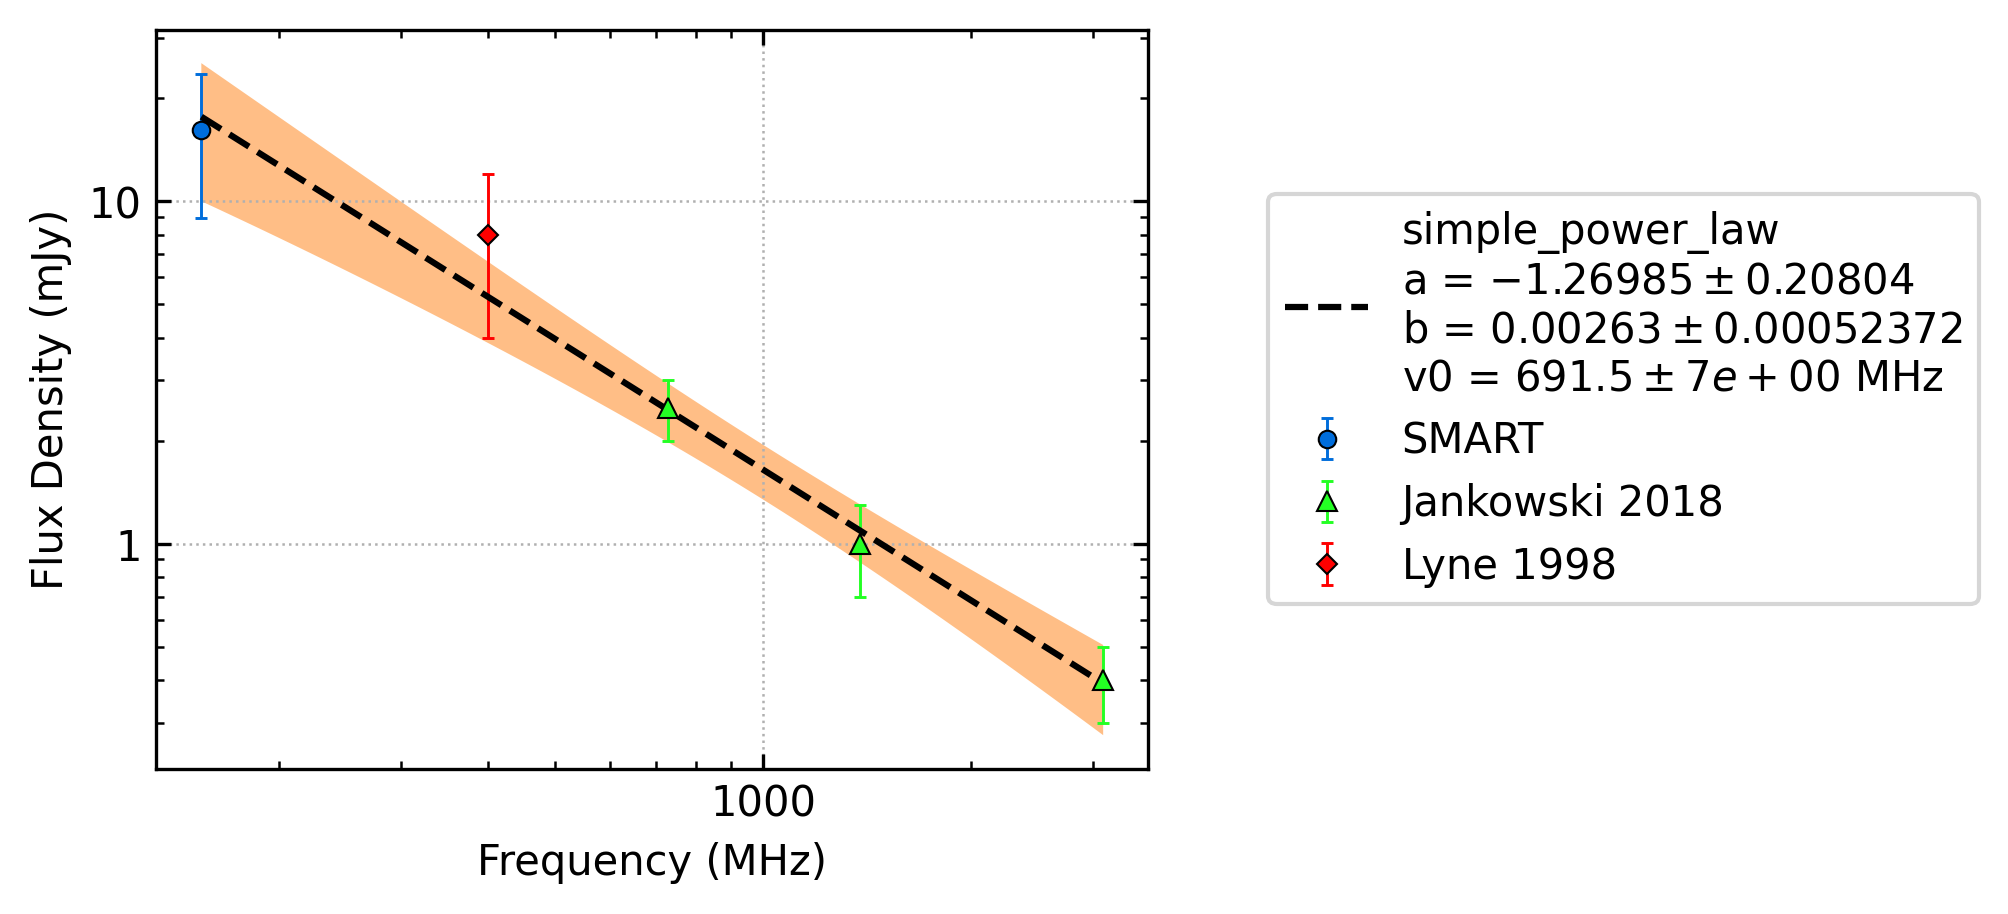 10
1
1000
Flux Density (mJy)
Frequency (MHz)
simple_power_law
a = −1.26985 ± 0.20804
b = 0.00263 ± 0.00052372
v0 = 691.5 ± 7e + 00 MHz
SMART
Jankowski 2018
Lyne 1998